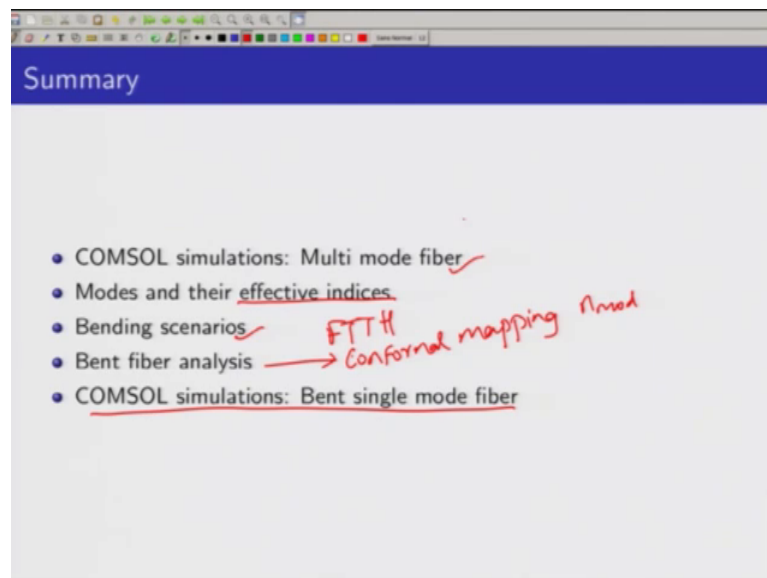 Summary
• COMSOL simulations: Multi mode fiber
• Modes and their effective indices
• Bending scenarios FTTH
• Bent fiber analysis → Conformal mapping nmod
• COMSOL simulations: Bent single mode fiber